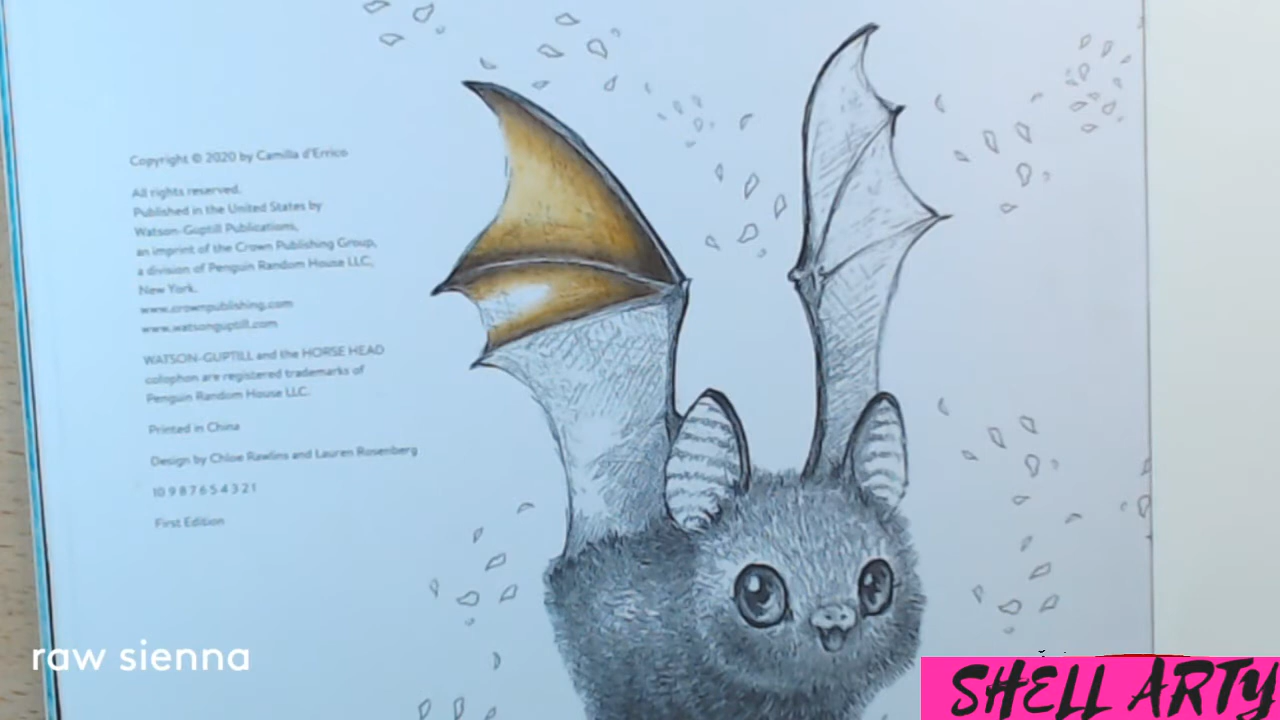 Copyright © 2020 by Camilla d'Errico
All rights reserved.
Published in the United States by
Watson-Guptill Publications,
an imprint of the Crown Publishing Group,
a division of Penguin Random House LLC,
New York.
www.crownpublishing.com
www.watsonguptill.com
WATSON-GUPTILL and the HORSE HEAD
colophon are registered trademarks of
Penguin Random House LLC.
Printed in China
Design by Chloe Rawlins and Lauren Rosenberg
10 9 8 7 6 5 4 3 2 1
First Edition
raw sienna
SHELL ARTY